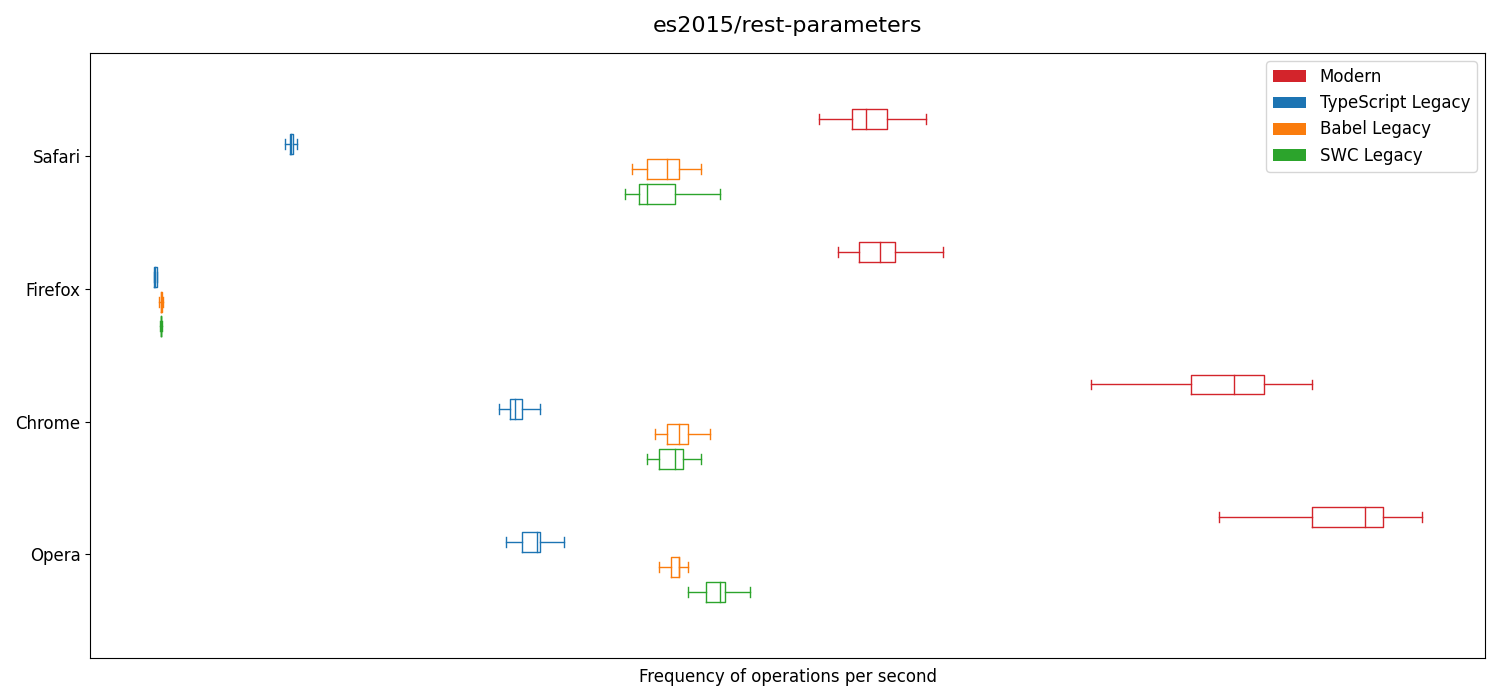 es2015/rest-parameters
Modern
TypeScript Legacy
Babel Legacy
SWC Legacy
Safari
Firefox
Chrome
Opera
Frequency of operations per second